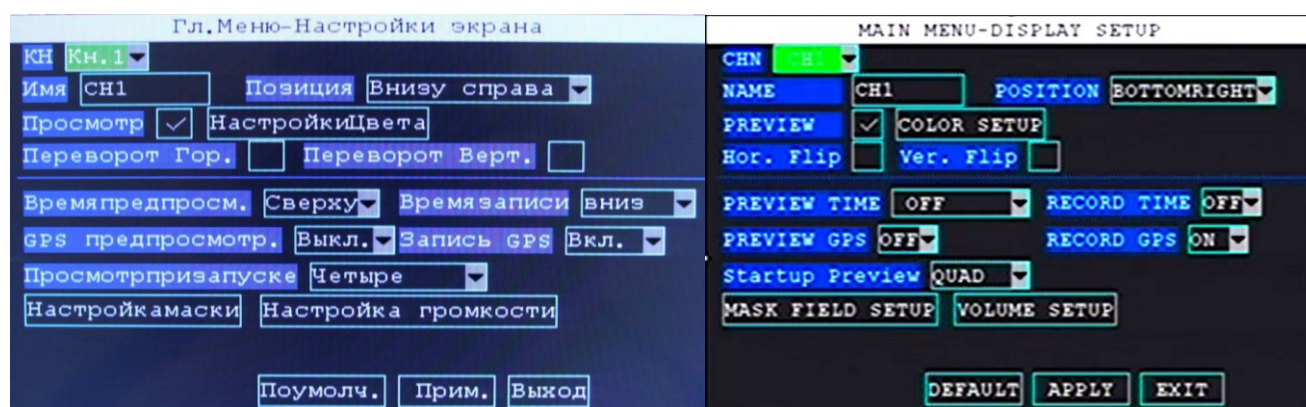 Гл.Меню-Настройки экрана
КН Кн.1
Имя CH1 Позиция Внизу справа
Просмотр НастройкиЦвета
Переворот Гор. Переворот Верт.
Времяпредпросм. Сверху Времязаписи вниз
GPS предпросмотр. Выкл. Запись GPS Вкл.
Просмотрпризапуске Четыре
Настройкамаски Настройка громкости
Поумолч. Прим. Выход
MAIN MENU-DISPLAY SETUP
CHN CH1
NAME CH1 POSITION BOTTOMRIGHT
PREVIEW COLOR SETUP
Hor. Flip Ver. Flip
PREVIEW TIME OFF RECORD TIME OFF
PREVIEW GPS OFF RECORD GPS ON
Startup Preview QUAD
MASK FIELD SETUP VOLUME SETUP
DEFAULT APPLY EXIT